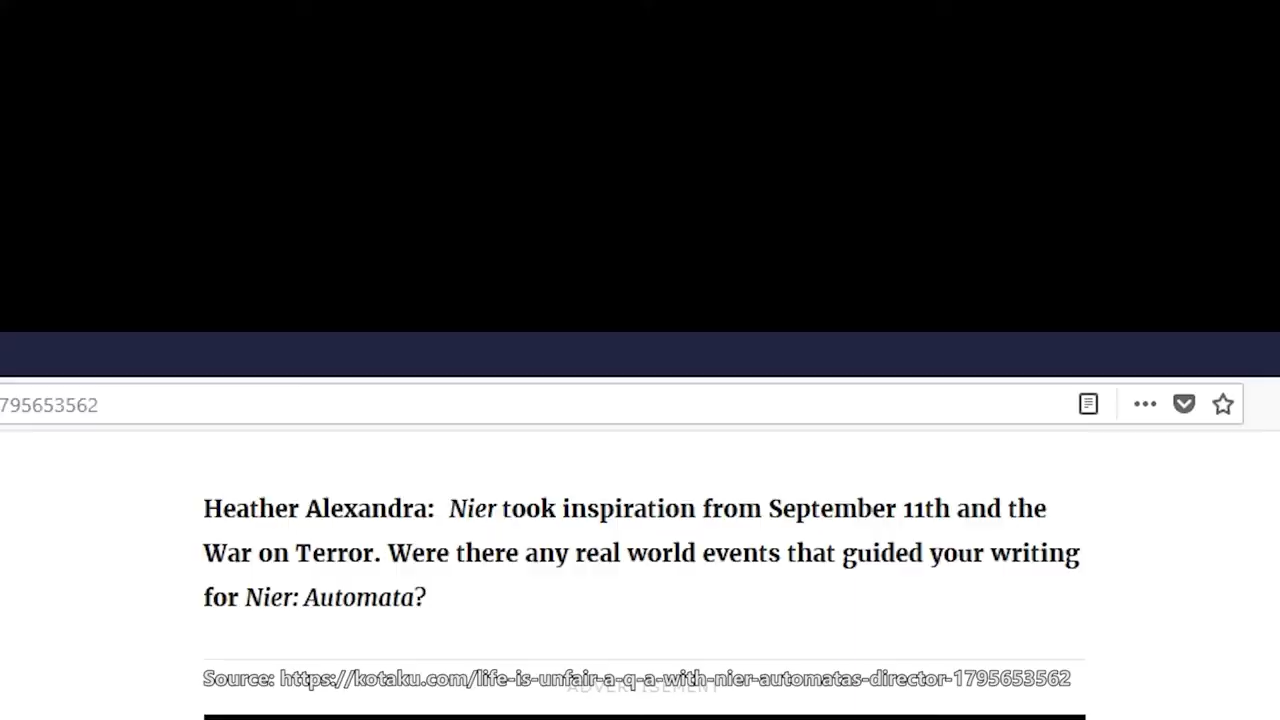 795653562
Heather Alexandra: Nier took inspiration from September 11th and the
War on Terror. Were there any real world events that guided your writing
for Nier: Automata?
Source: https://kotaku.com/life-is-unfair-a-q-a-with-nier-automatas-director-1795653562
ADVERTISEMENT